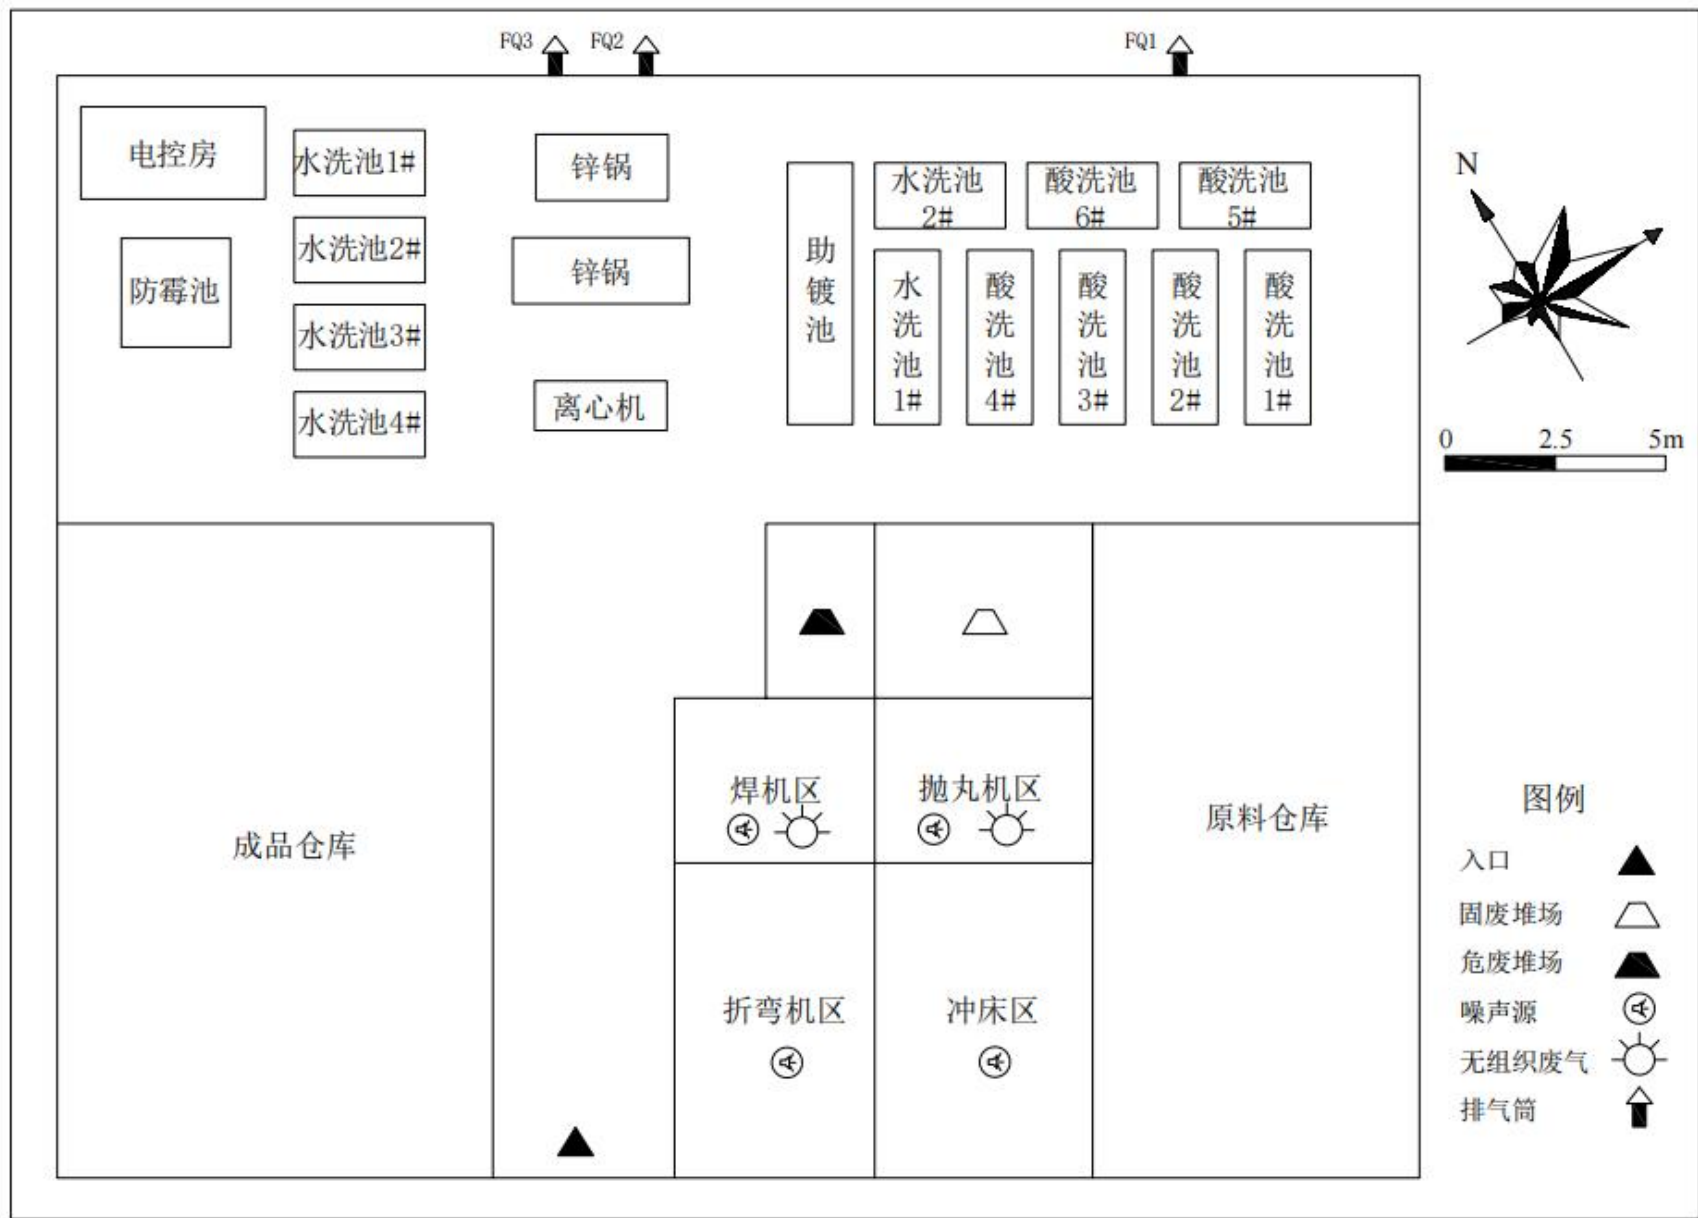 FQ3
FQ2
FQ1
电控房
水洗池1#
锌锅
水洗池
2#
酸洗池
6#
酸洗池
5#
N
防霉池
水洗池2#
锌锅
助
镀
池
水
洗
池
1#
酸
洗
池
4#
酸
洗
池
3#
酸
洗
池
2#
酸
洗
池
1#
水洗池3#
水洗池4#
离心机
0
2.5
5m
成品仓库
焊机区
抛丸机区
原料仓库
折弯机区
冲床区
图例
入口
固废堆场
危废堆场
噪声源
无组织废气
排气筒